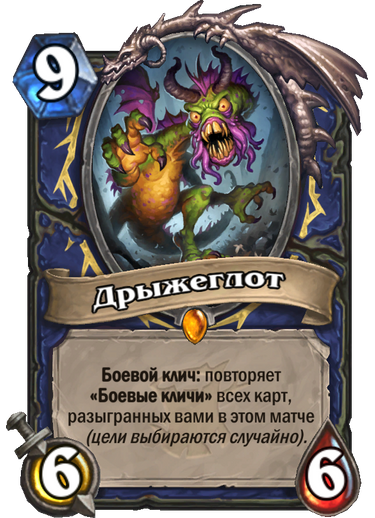 9
Дрыжеглот
Боевой клич: повторяет
«Боевые кличи» всех карт,
разыгранных вами в этом матче
(цели выбираются случайно).
6
6